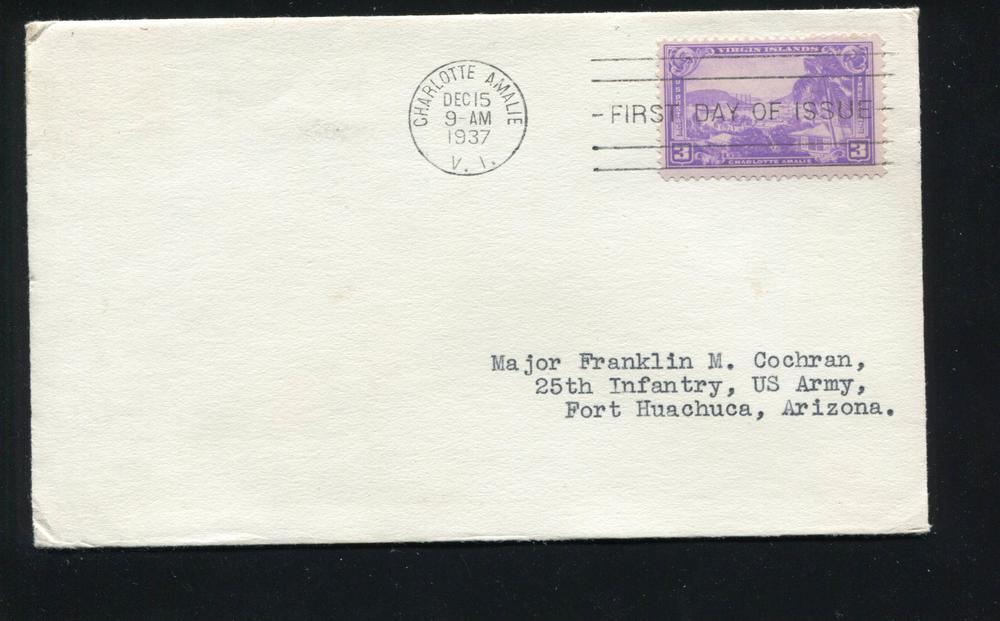 CHARLOTTE AMALIE
DEC 15
9-AM
1937
V. I.
FIRST DAY OF ISSUE
VIRGIN ISLANDS
3
CHARLOTTE AMALIE
3
Major Franklin M. Cochran,
25th Infantry, US Army,
Fort Huachuca, Arizona.